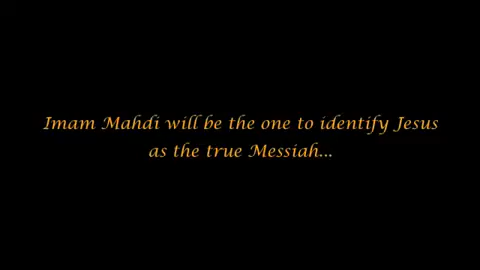 Imam Mahdi will be the one to identify Jesus
as the true Messiah...